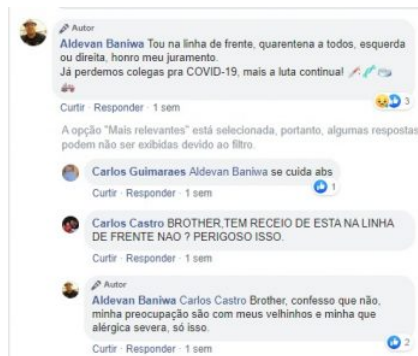 Autor
Aldevan Baniwa Tou na linha de frente, quarentena a todos, esquerda
ou direita, honro meu juramento.
Já perdemos colegas pra COVID-19, mais a luta continua!
3
Curtir · Responder · 1 sem
A opção "Mais relevantes" está selecionada, portanto, algumas respostas
podem não ser exibidas devido ao filtro.
Carlos Guimaraes Aldevan Baniwa se cuida abs
1
Curtir · Responder · 1 sem
Carlos Castro BROTHER,TEM RECEIO DE ESTA NA LINHA
DE FRENTE NAO ? PERIGOSO ISSO.
Curtir · Responder · 1 sem
Autor
Aldevan Baniwa Carlos Castro Brother, confesso que não,
minha preocupação são com meus velhinhos e minha que
alérgica severa, só isso.
2
Curtir · Responder · 1 sem